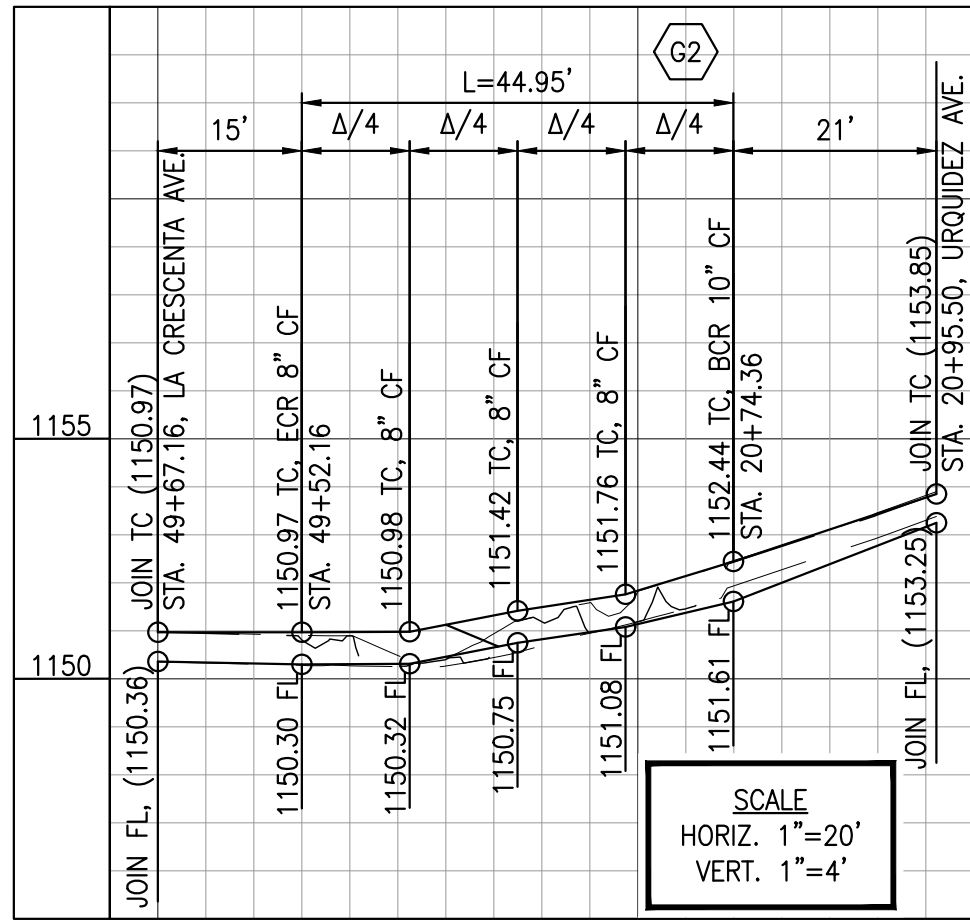 G2
L=44.95'
15'
Δ/4
Δ/4
Δ/4
Δ/4
21'
1155
1150
JOIN TC (1150.97)
STA. 49+67.16, LA CRESCENTA AVE.
1150.97 TC, ECR 8" CF
STA. 49+52.16
1150.98 TC, 8" CF
1151.42 TC, 8" CF
1151.76 TC, 8" CF
1152.44 TC, BCR 10" CF
STA. 20+74.36
JOIN TC (1153.85)
STA. 20+95.50, URQUIDEZ AVE.
JOIN FL, (1150.36)
1150.30 FL
1150.32 FL
1150.75 FL
1151.08 FL
1151.61 FL
JOIN FL, (1153.25)
SCALE
HORIZ. 1"=20'
VERT. 1"=4'